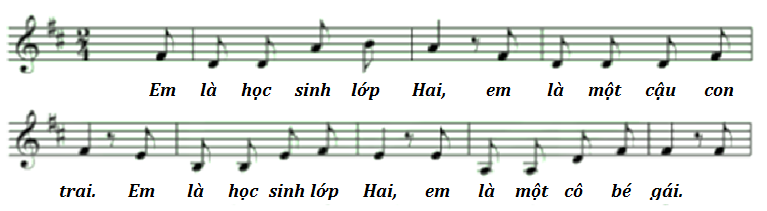 Em là học sinh lớp Hai, em là một cậu con
trai. Em là học sinh lớp Hai, em là một cô bé gái.